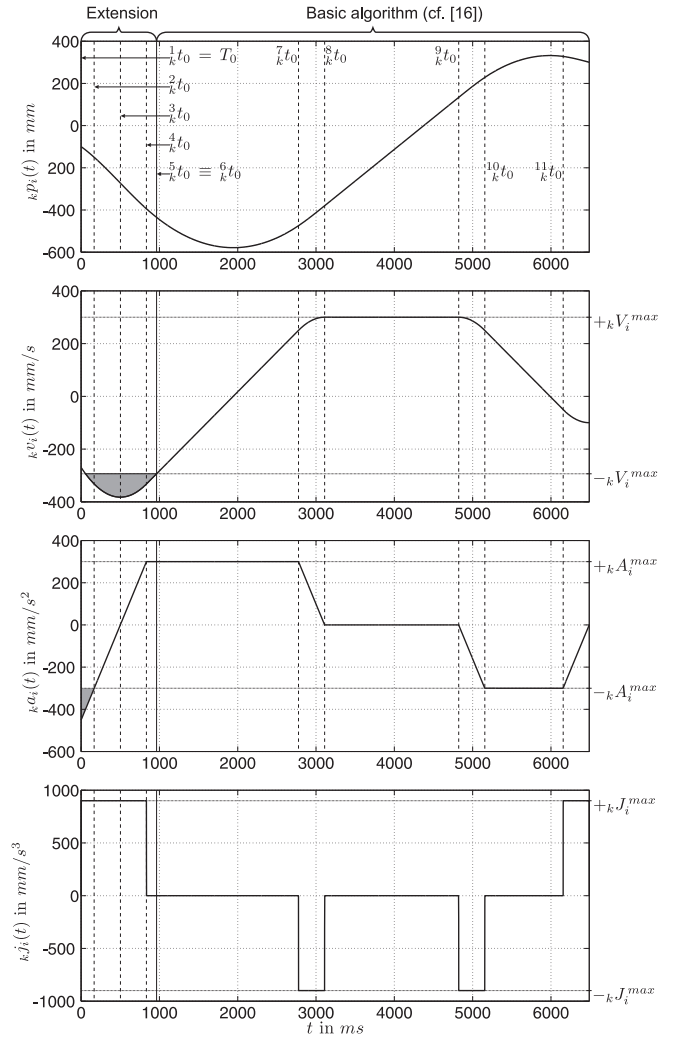 Extension Basic algorithm (cf. [16])
400
200
0
200
-400
-600
0 1000 2000 3000 4000 5000 6000
ₖpᵢ(t) in mm
¹ₖt₀ = T₀
²ₖt₀
³ₖt₀
⁴ₖt₀
⁵ₖt₀ ≡ ⁶ₖt₀
⁷ₖt₀ ⁸ₖt₀ ⁹ₖt₀
¹⁰ₖt₀ ¹¹ₖt₀
400
200
0
-200
-400
0 1000 2000 3000 4000 5000 6000
ₖvᵢ(t) in mm/s
+ₖVᵢᵐᵃˣ
−ₖVᵢᵐᵃˣ
400
200
0
-200
-400
-600
0 1000 2000 3000 4000 5000 6000
ₖaᵢ(t) in mm/s²
+ₖAᵢᵐᵃˣ
−ₖAᵢᵐᵃˣ
1000
500
0
-500
-1000
0 1000 2000 3000 4000 5000 6000
ₖjᵢ(t) in mm/s³
+ₖJᵢᵐᵃˣ
−ₖJᵢᵐᵃˣ
t in ms